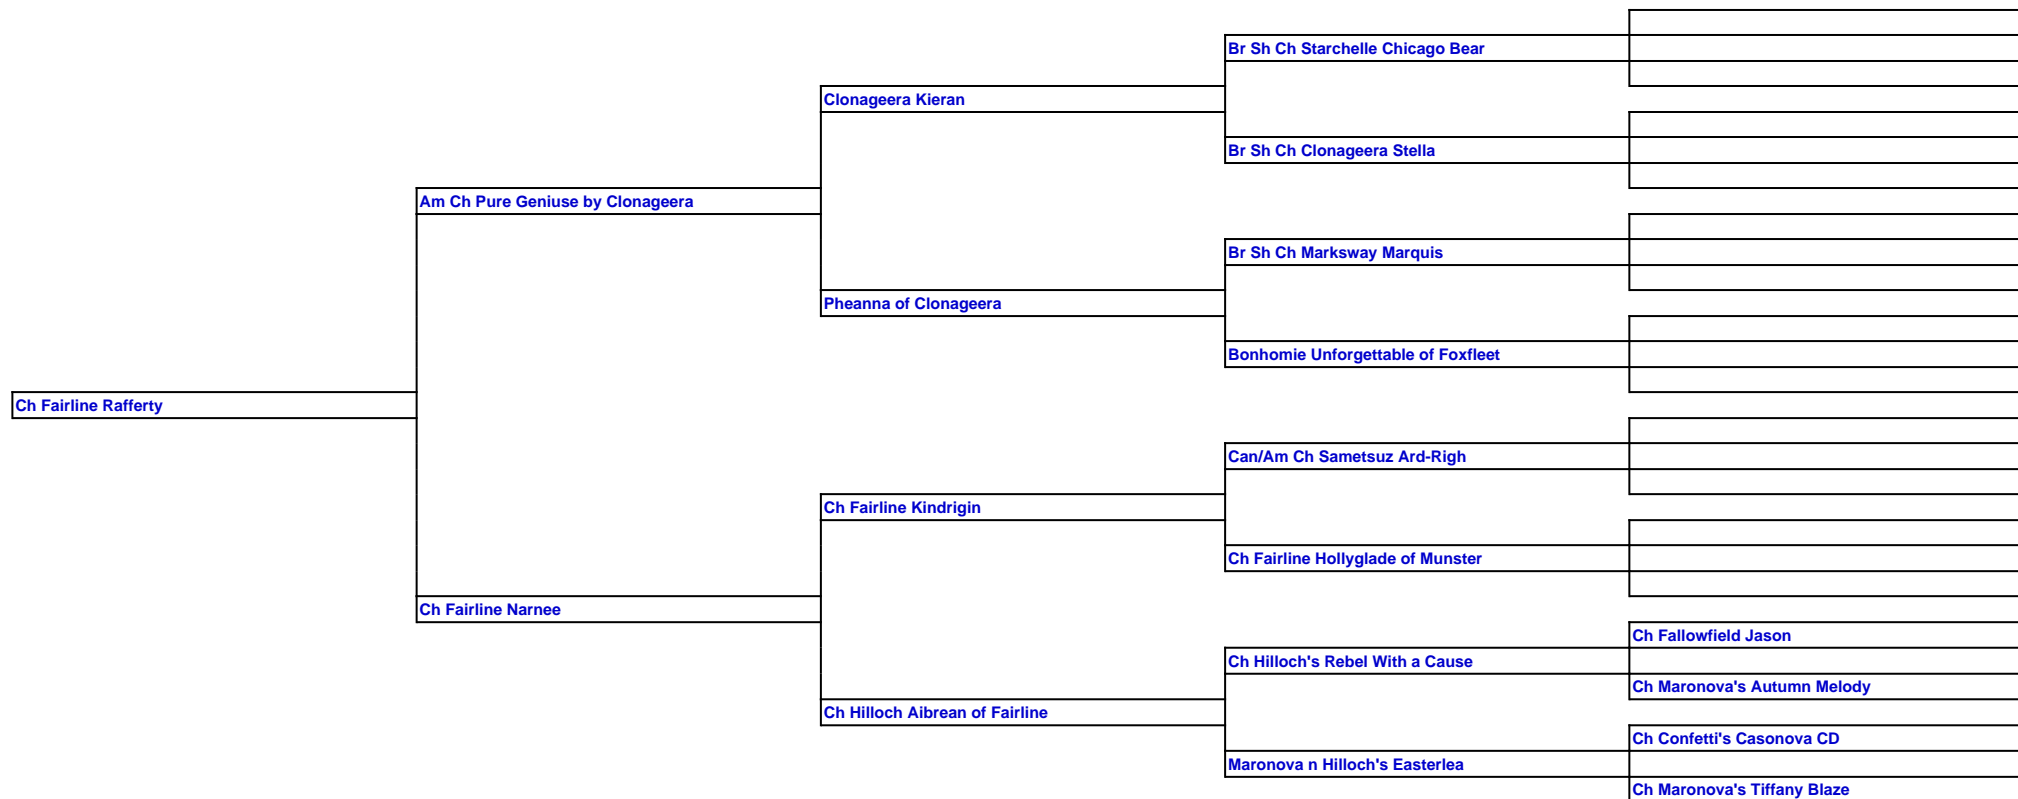 Br Sh Ch Starchelle Chicago Bear
Clonageera Kieran
Br Sh Ch Clonageera Stella
Am Ch Pure Geniuse by Clonageera
Br Sh Ch Marksway Marquis
Pheanna of Clonageera
Bonhomie Unforgettable of Foxfleet
Ch Fairline Rafferty
Can/Am Ch Sametsuz Ard-Righ
Ch Fairline Kindrigin
Ch Fairline Hollyglade of Munster
Ch Fairline Narnee
Ch Fallowfield Jason
Ch Hilloch's Rebel With a Cause
Ch Maronova's Autumn Melody
Ch Hilloch Aibrean of Fairline
Ch Confetti's Casonova CD
Maronova n Hilloch's Easterlea
Ch Maronova's Tiffany Blaze